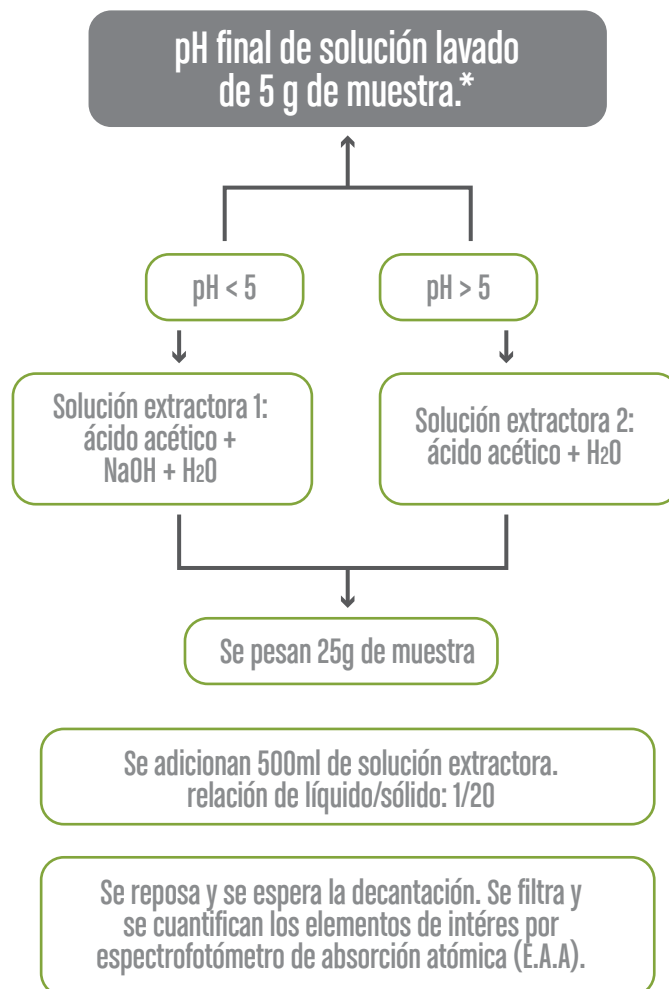 pH final de solución lavado
de 5 g de muestra.*
pH < 5
pH > 5
Solución extractora 1:
ácido acético +
NaOH + H2O
Solución extractora 2:
ácido acético + H2O
Se pesan 25g de muestra
Se adicionan 500ml de solución extractora.
relación de líquido/sólido: 1/20
Se reposa y se espera la decantación. Se filtra y
se cuantifican los elementos de intéres por
espectrofotómetro de absorción atómica (E.A.A).